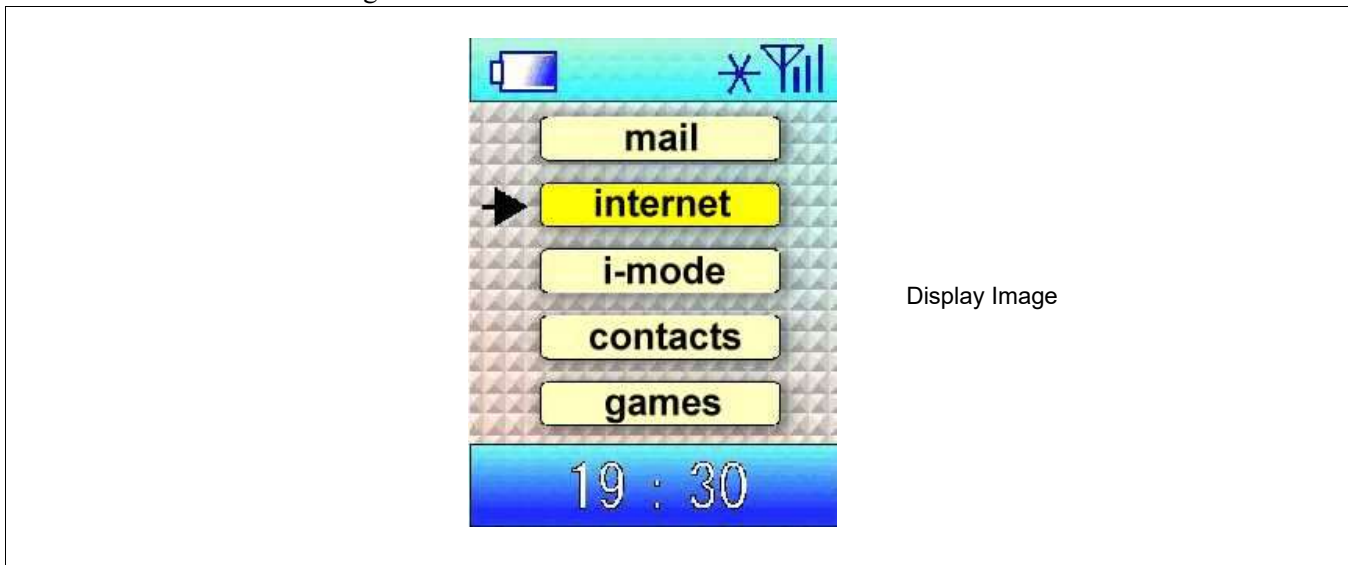 mail
internet
i-mode
contacts
games
19 : 30
Display Image